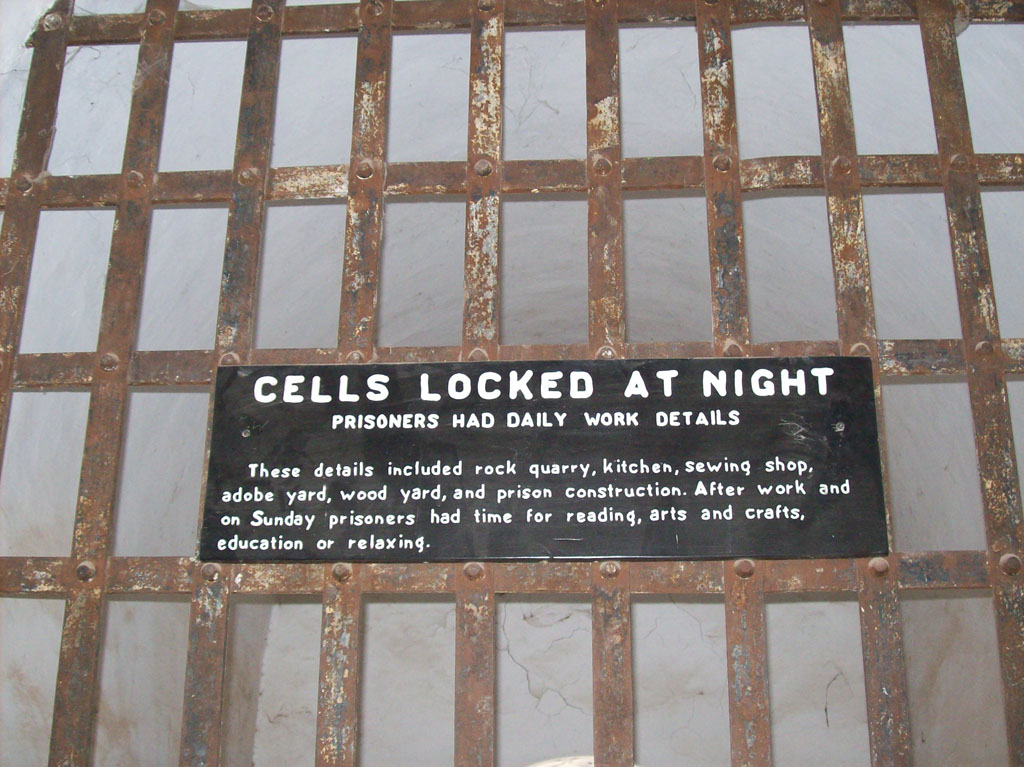 CELLS LOCKED AT NIGHT
PRISONERS HAD DAILY WORK DETAILS
These details included rock quarry, kitchen, sewing shop,
adobe yard, wood yard, and prison construction. After work and
on Sunday prisoners had time for reading, arts and crafts,
education or relaxing.